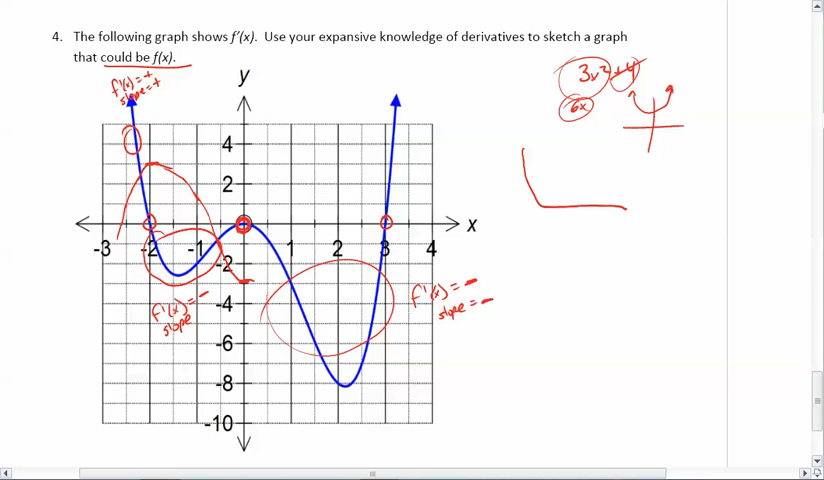 4. The following graph shows f'(x). Use your expansive knowledge of derivatives to sketch a graph
that could be f(x).
3x² + 4
6x
f'(x) = +
slope = +
y
4
2
x
-3 -2 -1 1 2 3 4
-2
-4
-6
-8
-10
f'(x) = -
slope
f'(x) = -
slope = -